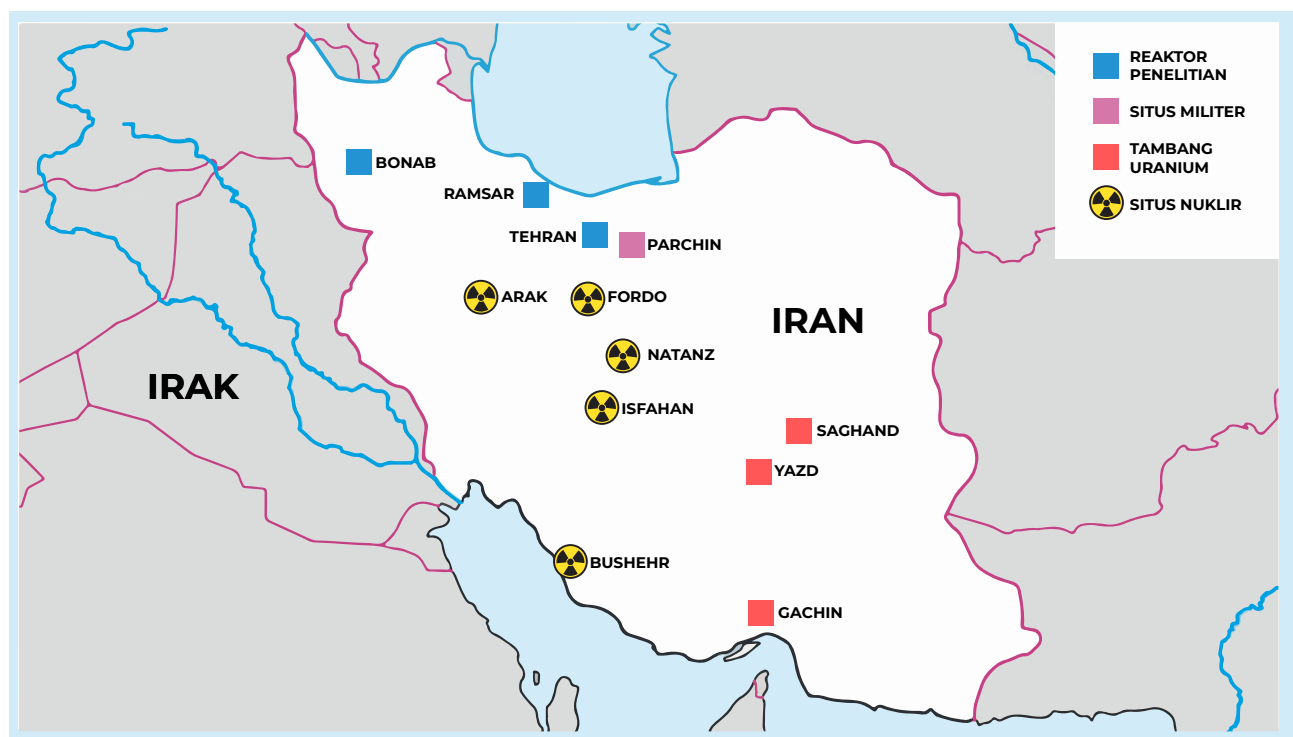 REAKTOR
PENELITIAN
SITUS MILITER
TAMBANG
URANIUM
SITUS NUKLIR
BONAB
RAMSAR
TEHRAN
PARCHIN
ARAK
FORDO
IRAN
NATANZ
IRAK
ISFAHAN
SAGHAND
YAZD
BUSHEHR
GACHIN